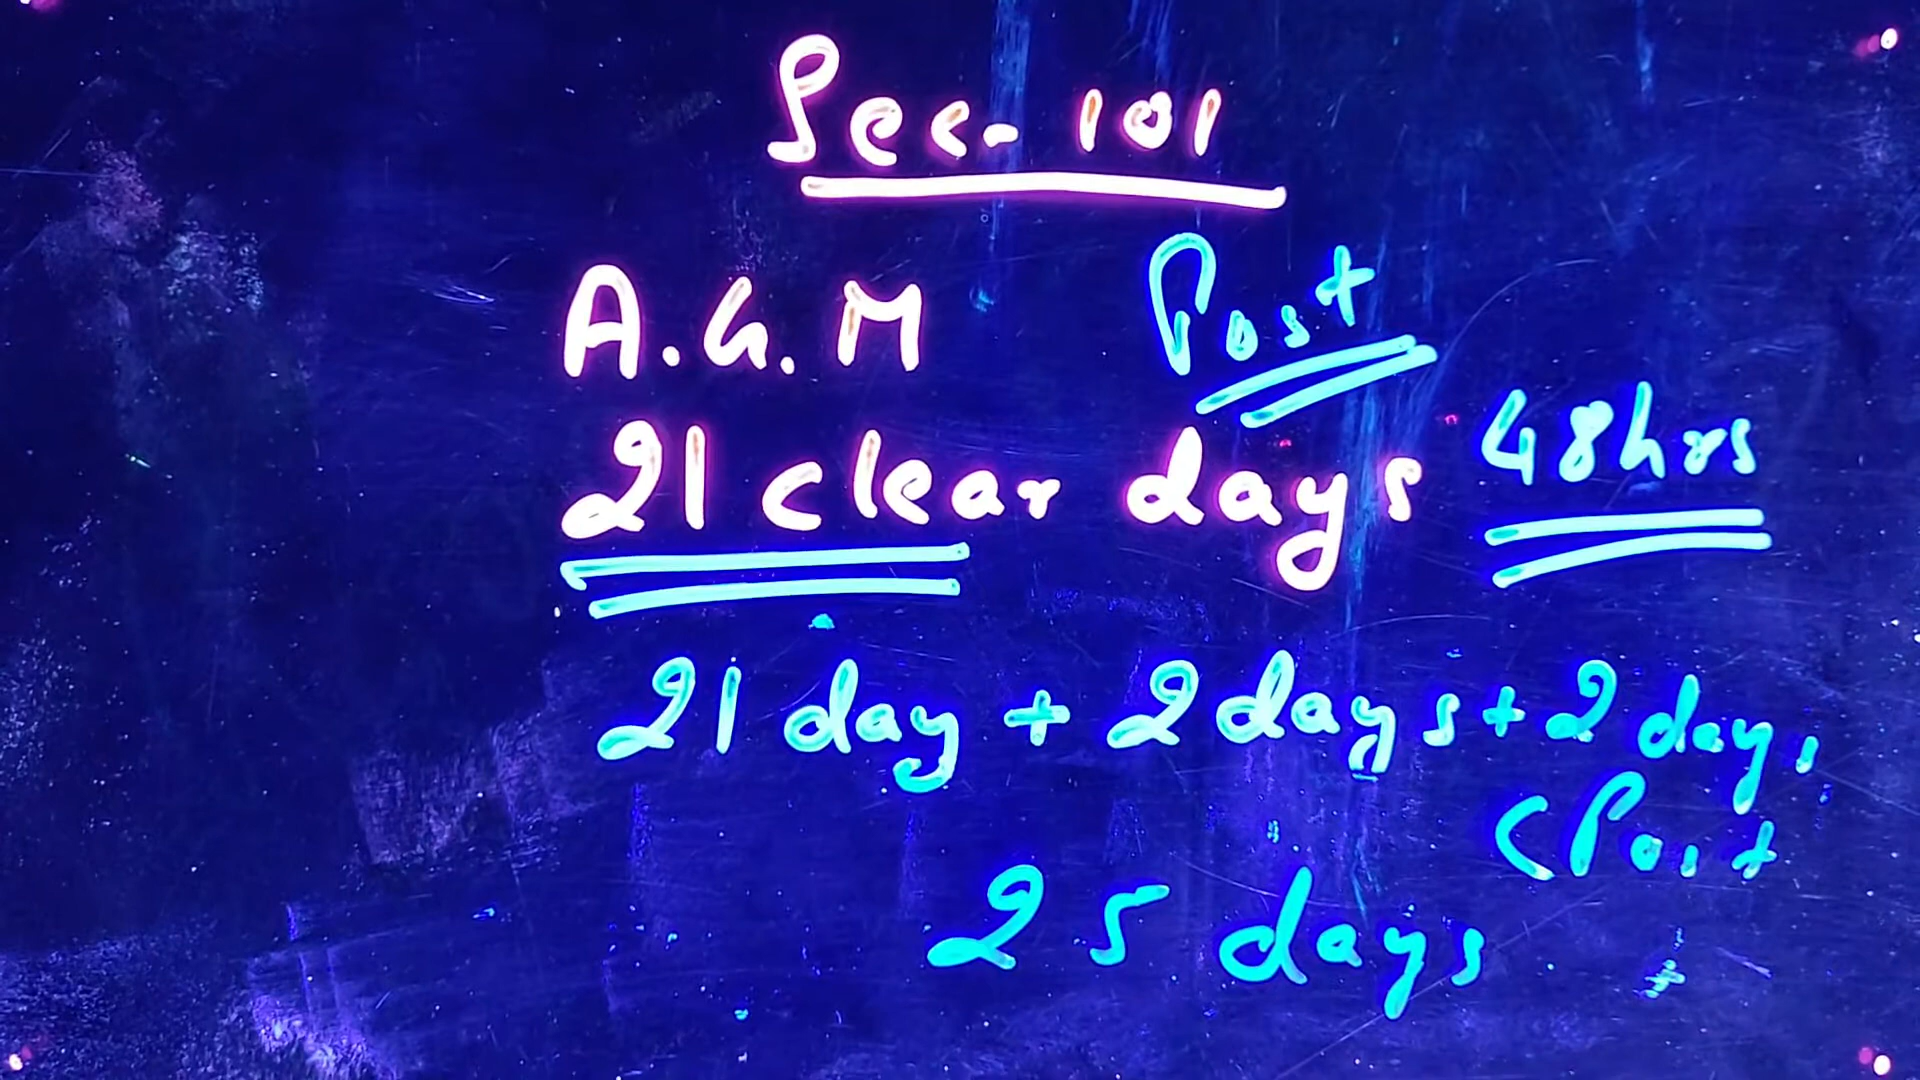 Sec- 101
A.G.M Post
21 clear days 48hrs
21 day + 2 days + 2 days
(Post
25 days